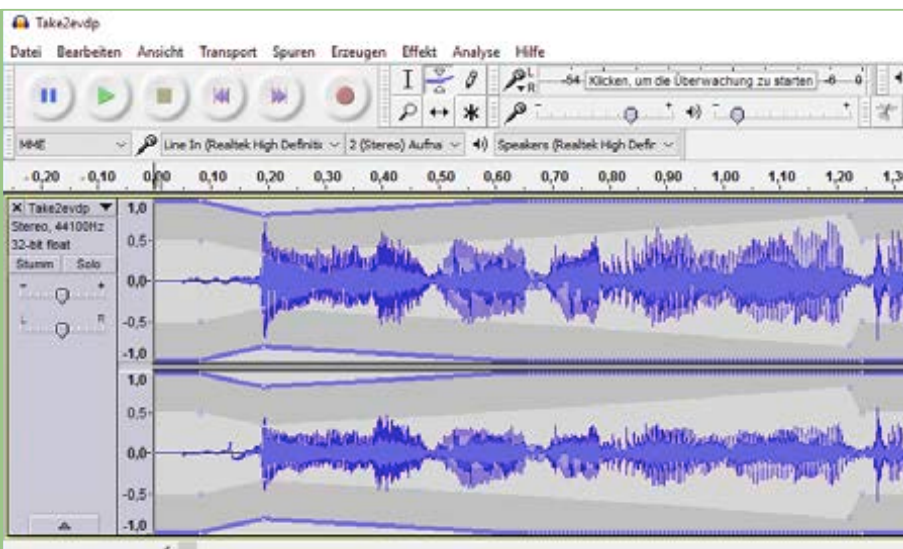 Take2evdp
Datei Bearbeiten Ansicht Transport Spuren Erzeugen Effekt Analyse Hilfe
L R -54 Klicken, um die Überwachung zu starten -6 0
- + - +
MME Line In (Realtek High Definitic 2 (Stereo) Aufna Speakers (Realtek High Defir
-0,20 -0,10 0,00 0,10 0,20 0,30 0,40 0,50 0,60 0,70 0,80 0,90 1,00 1,10 1,20 1,3
X Take2evdp 1,0
Stereo, 44100Hz
32-bit float 0,5
Stumm Solo
- + 0,0
L R -0,5
-1,0
1,0
0,5
0,0
-0,5
-1,0